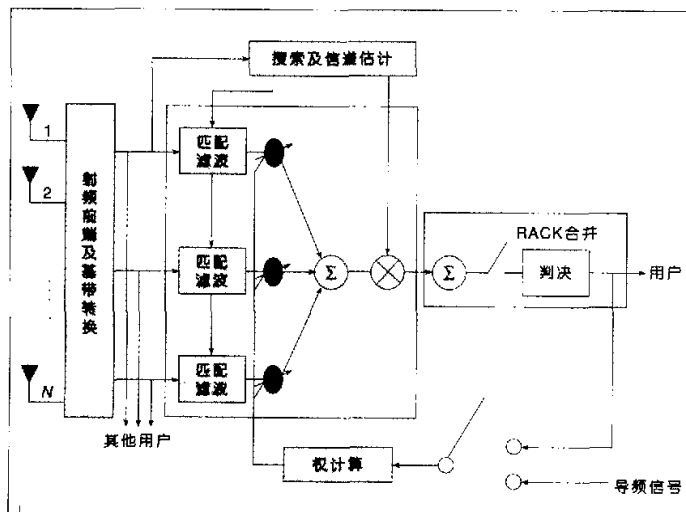 搜索及信道估计
1
2
N
射频前端及基带转换
匹配
滤波
匹配
滤波
匹配
滤波
Σ
Σ
RACK合并
判决
用户
其他用户
权计算
导频信号